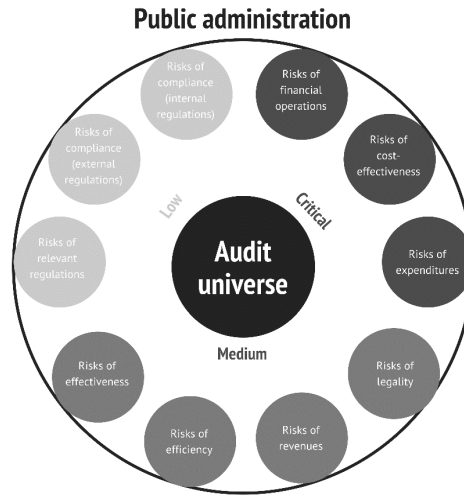 Public administration
Risks of
compliance
(internal
regulations)
Risks of
financial
operations
Risks of
compliance
(external
regulations)
Risks of
cost-
effectiveness
Low
Critical
Risks of
relevant
regulations
Audit
universe
Risks of
expenditures
Medium
Risks of
effectiveness
Risks of
legality
Risks of
efficiency
Risks of
revenues